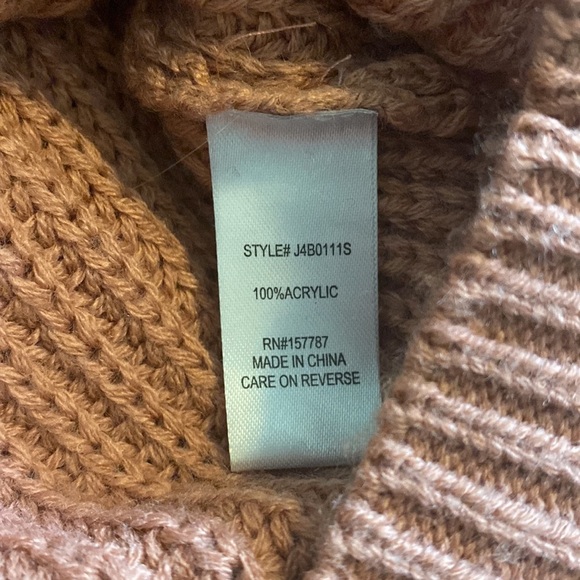 STYLE# J4B0111S
100%ACRYLIC
RN#157787
MADE IN CHINA
CARE ON REVERSE